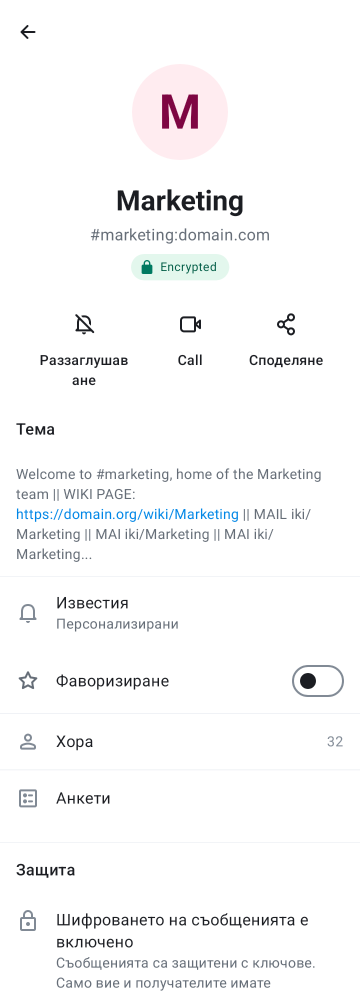 M
Marketing
#marketing:domain.com
Encrypted
Раззаглушав
ане
Call
Споделяне
Тема
Welcome to #marketing, home of the Marketing
team || WIKI PAGE:
https://domain.org/wiki/Marketing || MAIL iki/
Marketing || MAI iki/Marketing || MAI iki/
Marketing...
Известия
Персонализирани
Фаворизиране
Хора
32
Анкети
Защита
Шифроването на съобщенията е
включено
Съобщенията са защитени с ключове.
Само вие и получателите имате